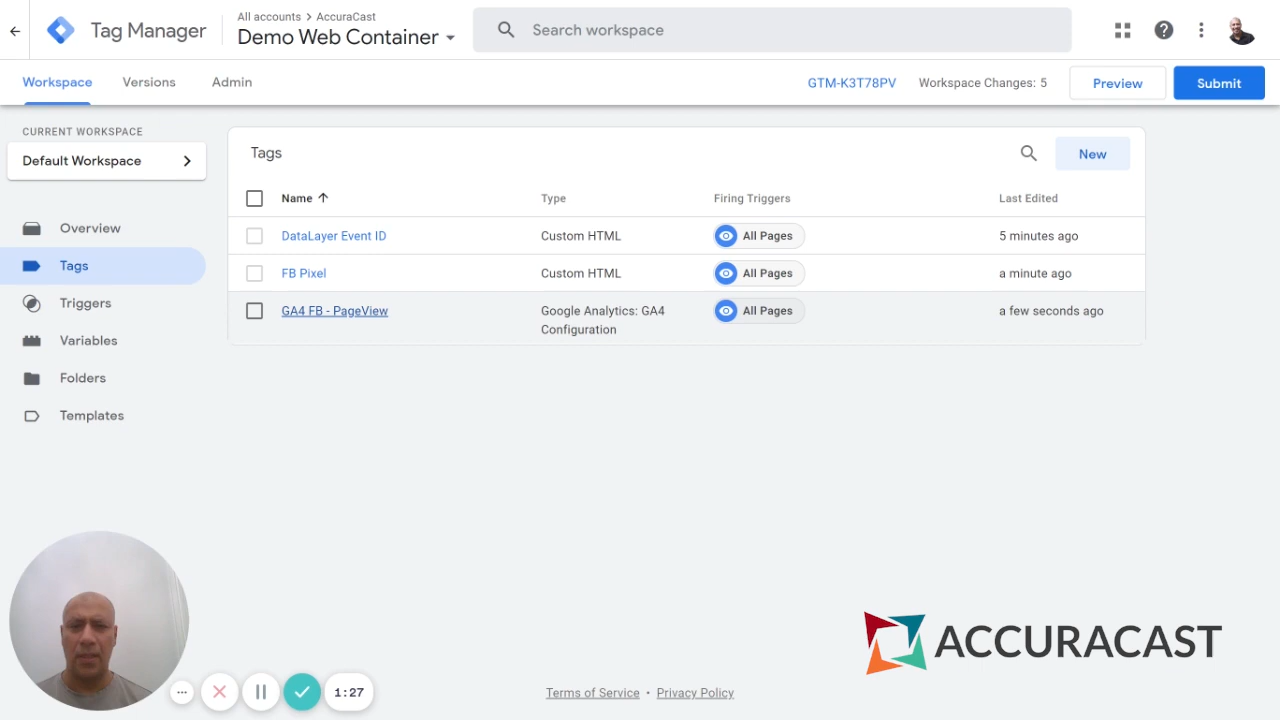 Tag Manager
All accounts > AccuraCast
Demo Web Container
Search workspace
Workspace
Versions
Admin
GTM-K3T78PV
Workspace Changes: 5
Preview
Submit
CURRENT WORKSPACE
Default Workspace
Overview
Tags
Triggers
Variables
Folders
Templates
Tags
New
Name ↑ Type Firing Triggers Last Edited
DataLayer Event ID Custom HTML All Pages 5 minutes ago
FB Pixel Custom HTML All Pages a minute ago
GA4 FB - PageView Google Analytics: GA4 All Pages a few seconds ago
Configuration
ACCURACAST
1:27
Terms of Service • Privacy Policy